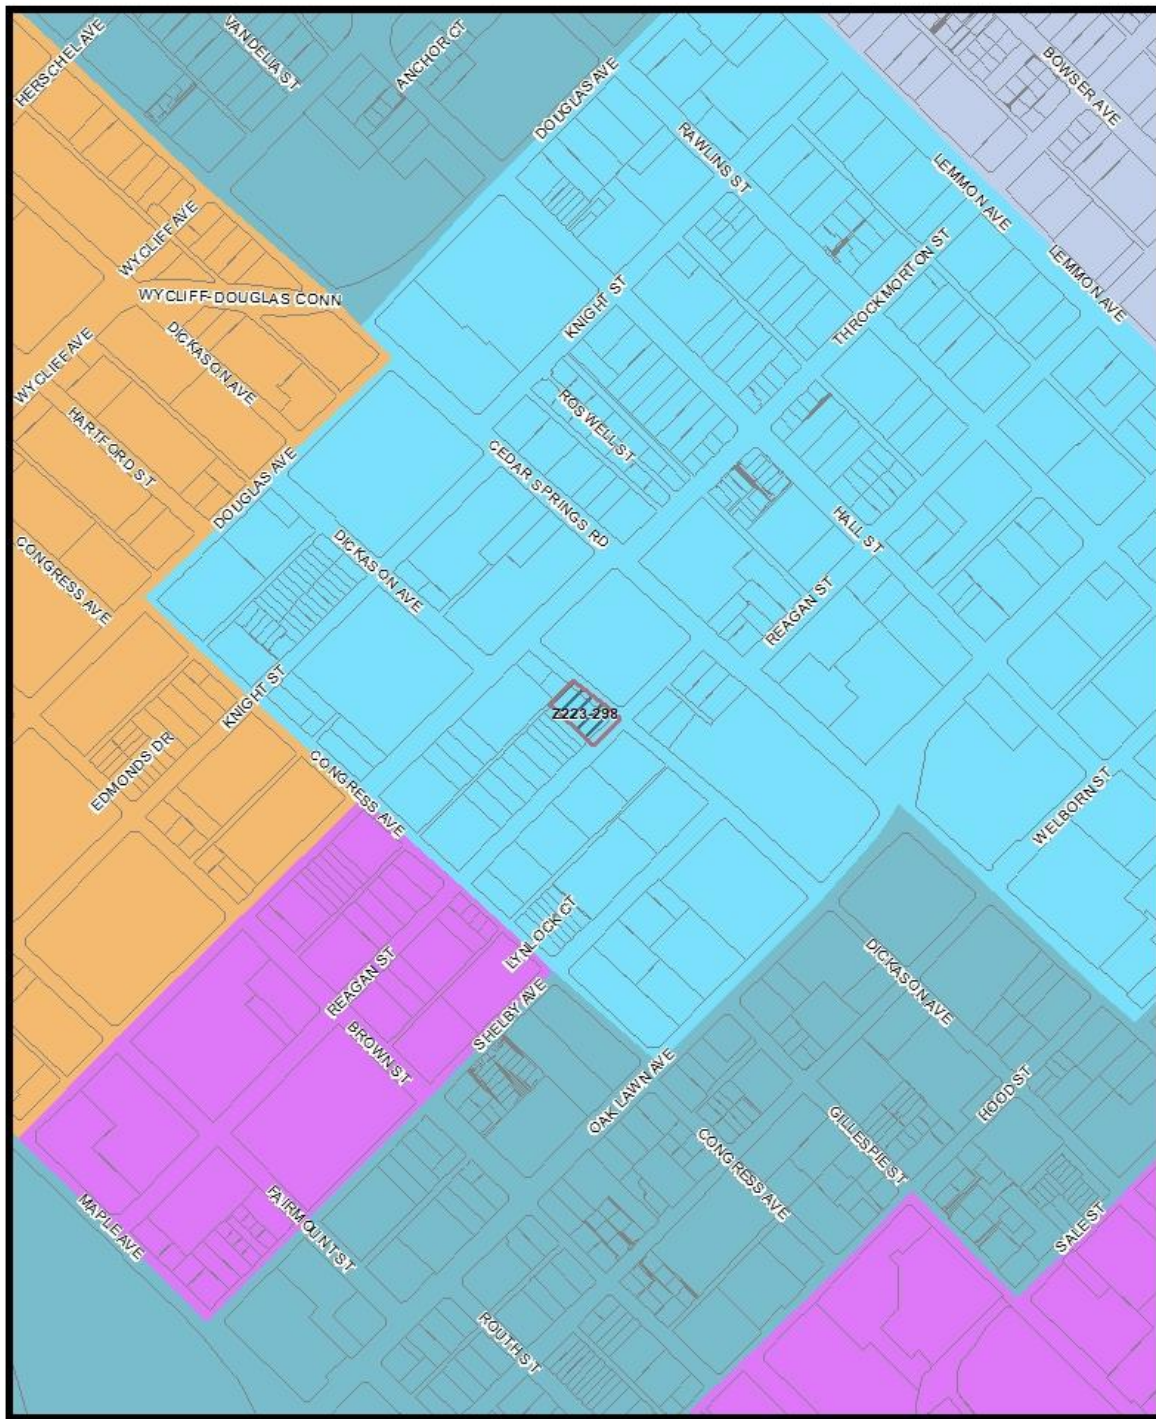 HERSCHEL AVE
VANDELIA ST
ANCHOR CT
DOUGLAS AVE
BOWSER AVE
RAWLINS ST
LEMMON AVE
LEMMON AVE
WYCLIFF AVE
WYCLIFF-DOUGLAS CONN
KNIGHT ST
THROCKMORTON ST
WYCLIFF AVE
DICKASON AVE
ROSWELL ST
HARTFORD ST
DOUGLAS AVE
CEDAR SPRINGS RD
HALL ST
CONGRESS AVE
DICKASON AVE
REAGAN ST
KNIGHT ST
Z223-298
EDMONDS DR
CONGRESS AVE
WELBORN ST
LYNLOCK CT
REAGAN ST
DICKASON AVE
SHELBY AVE
BROWN ST
OAK LAWN AVE
HOOD ST
GILLESPIE ST
CONGRESS AVE
MAPLE AVE
FAIRMOUNT ST
SALE ST
ROUTH ST